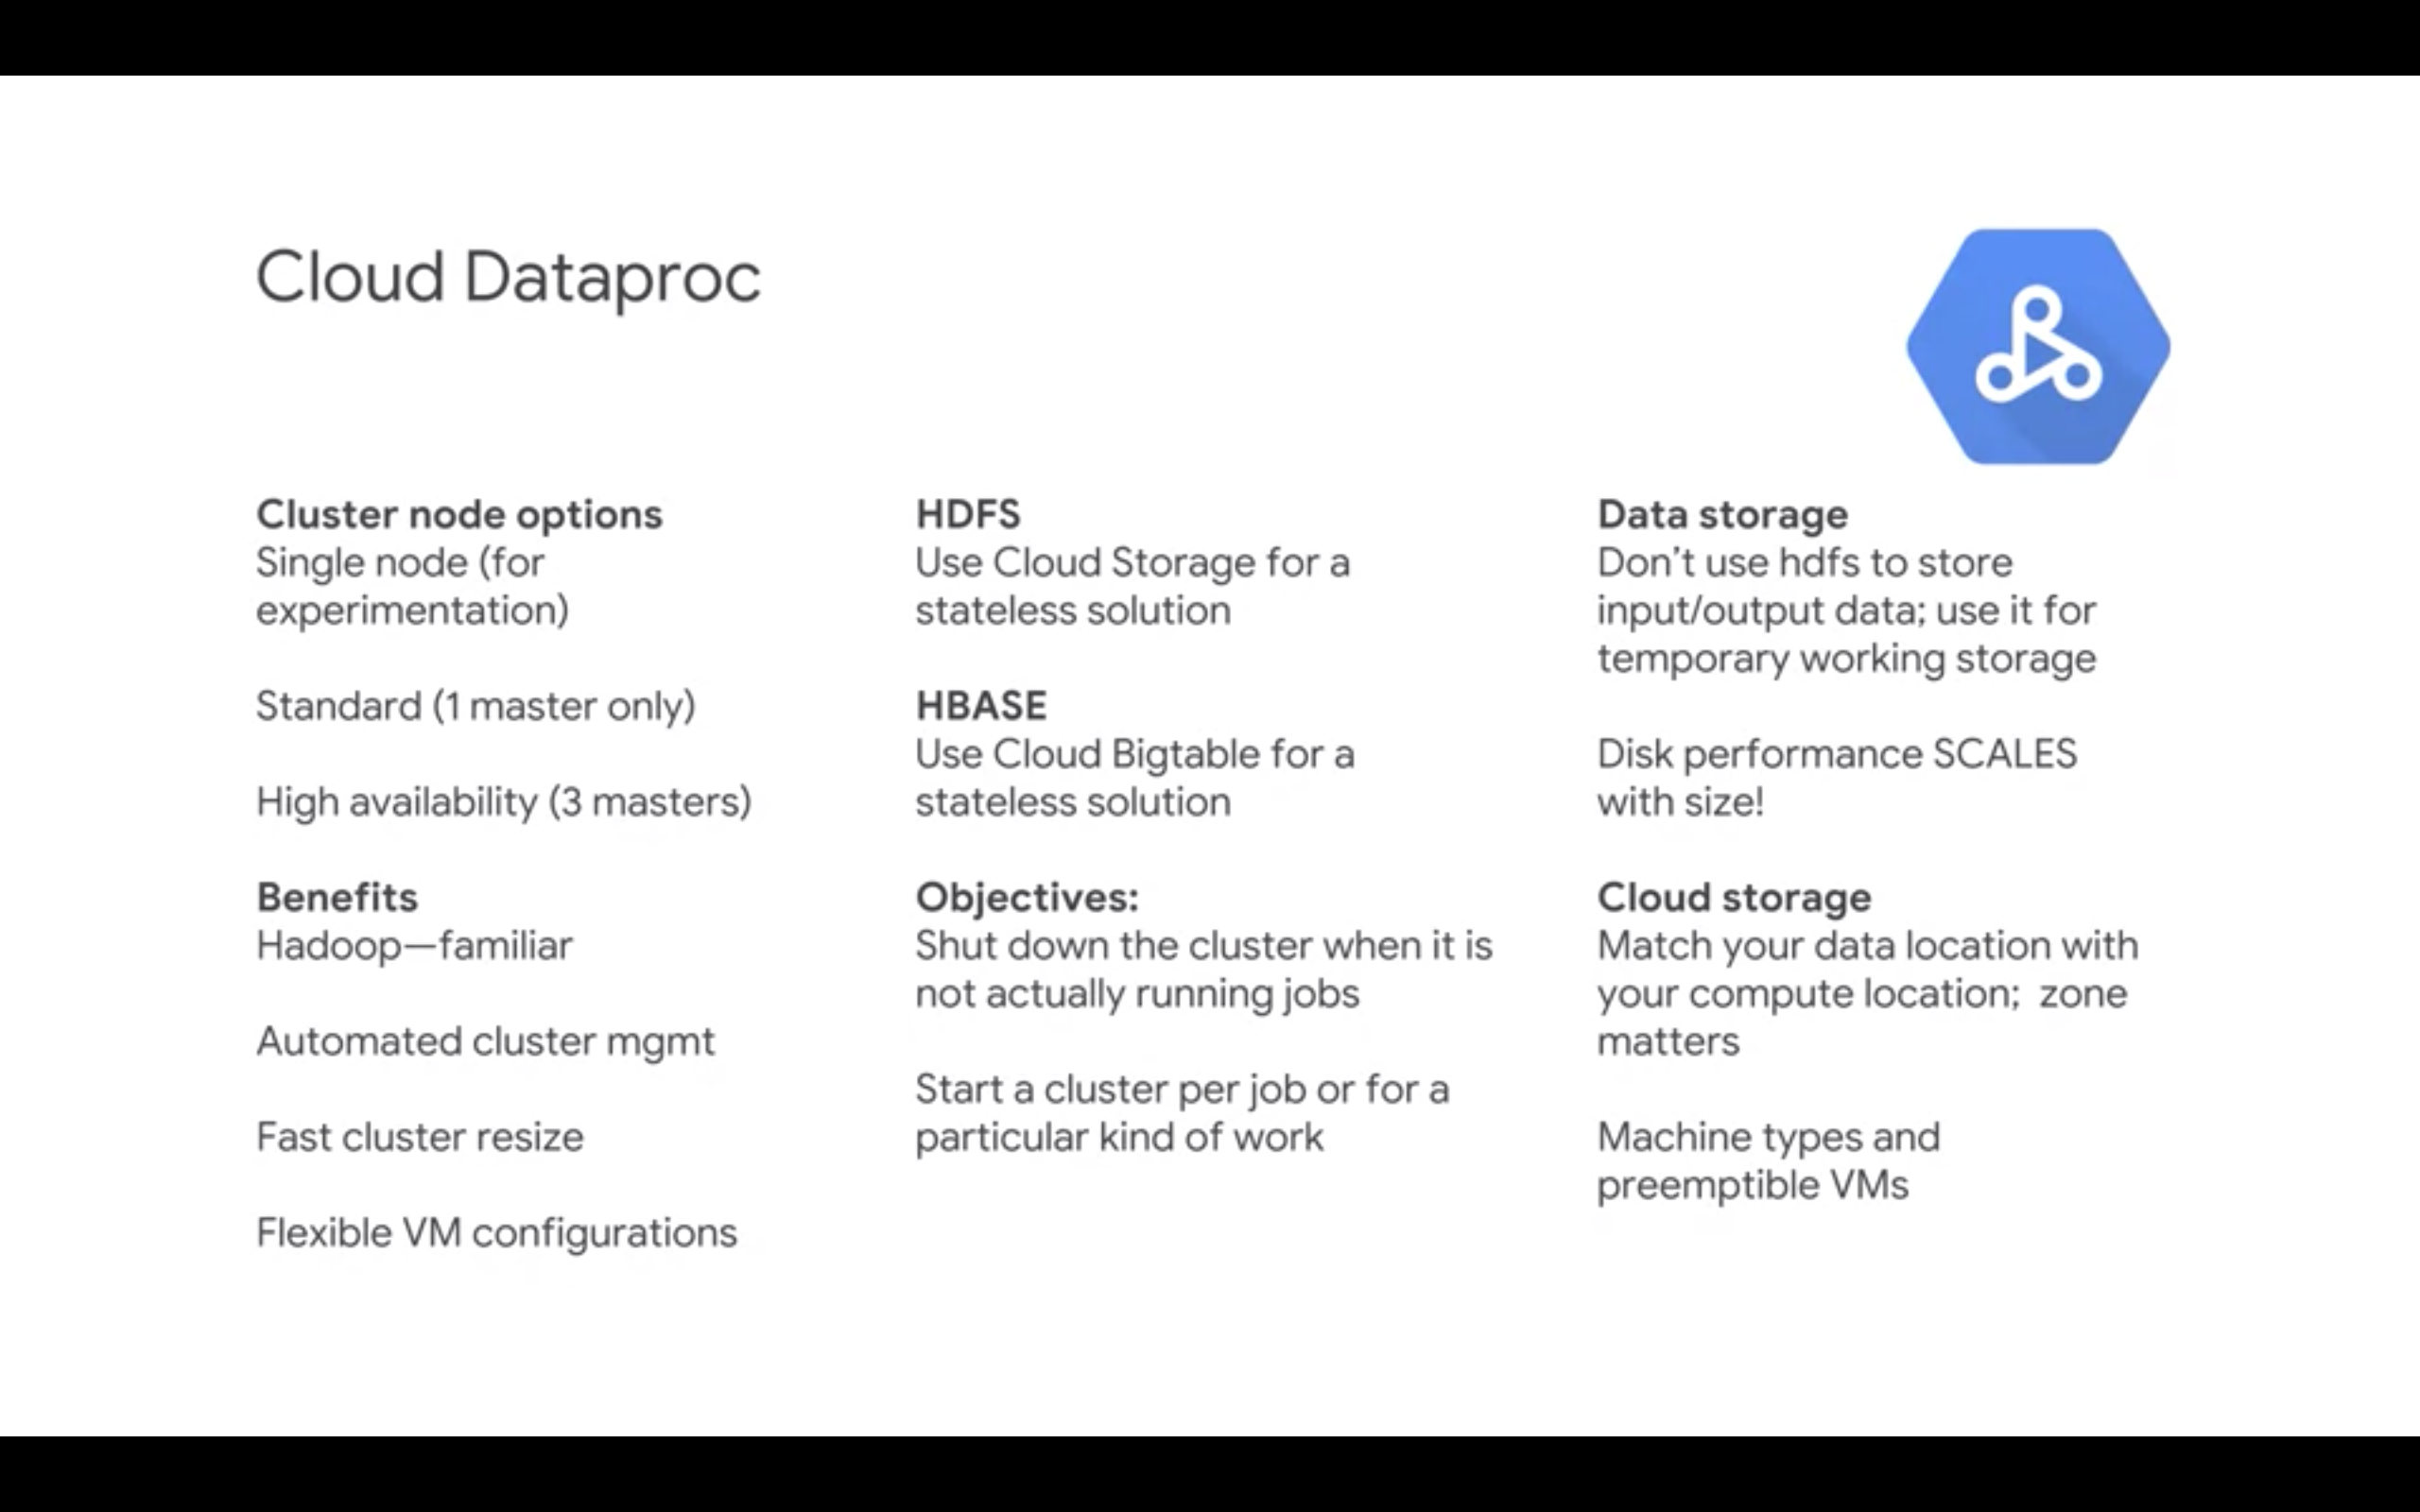 Cloud Dataproc
Cluster node options
Single node (for
experimentation)
Standard (1 master only)
High availability (3 masters)
Benefits
Hadoop—familiar
Automated cluster mgmt
Fast cluster resize
Flexible VM configurations
HDFS
Use Cloud Storage for a
stateless solution
HBASE
Use Cloud Bigtable for a
stateless solution
Objectives:
Shut down the cluster when it is
not actually running jobs
Start a cluster per job or for a
particular kind of work
Data storage
Don't use hdfs to store
input/output data; use it for
temporary working storage
Disk performance SCALES
with size!
Cloud storage
Match your data location with
your compute location;  zone
matters
Machine types and
preemptible VMs